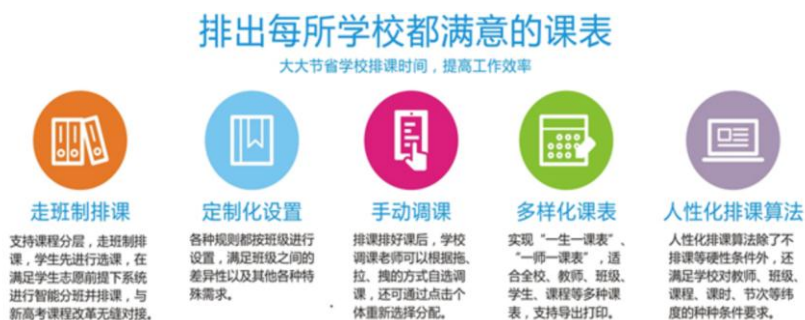 排出每所学校都满意的课表
大大节省学校排课时间，提高工作效率
走班制排课
支持课程分层，走班制排
课，学生先进行选课，在
满足学生志愿前提下系统
进行智能分班并排课，与
新高考课程改革无缝对接。
定制化设置
各种规则都按班级进行
设置，满足班级之间的
差异性以及其他各种特
殊需求。
手动调课
排课排好课后，学校
调课老师可以根据拖、
拉、拽的方式自选调
课，还可通过点击个
体重新选择分配。
多样化课表
实现“一生一课表”、
“一师一课表”，适
合全校、教师、班级、
学生、课程等多种课
表，支持导出打印。
人性化排课算法
人性化排课算法除了不
排课等硬性条件外，还
满足学校对教师、班级、
课程、课时、节次等纬
度的种种条件要求。